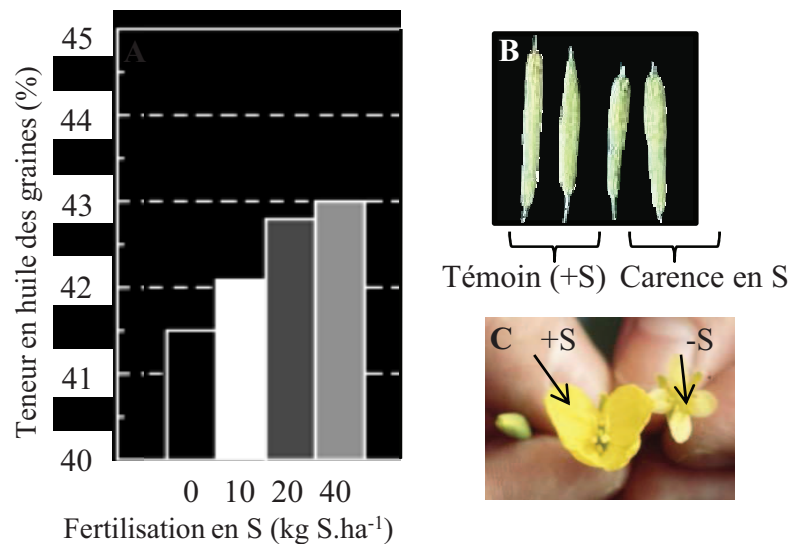 A
Teneur en huile des graines (%)
45
44
43
42
41
40
0 10 20 40
Fertilisation en S (kg S.ha⁻¹)
B
Témoin (+S) Carence en S
C +S -S